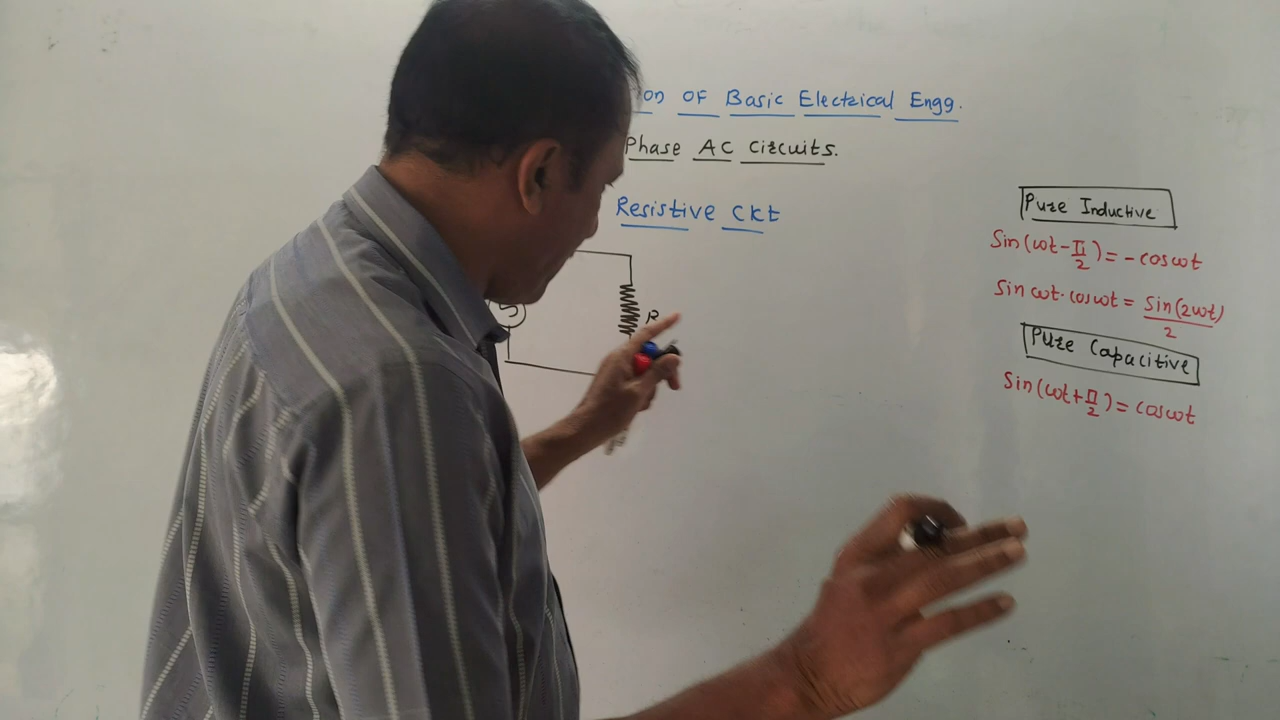 on of Basic Electrical Engg.
Phase AC Circuits.
Resistive Ckt
R
Pure Inductive
Sin(ωt-π/2) = -cosωt
Sin ωt·cosωt = Sin(2ωt)/2
Pure Capacitive
Sin(ωt+π/2) = cosωt